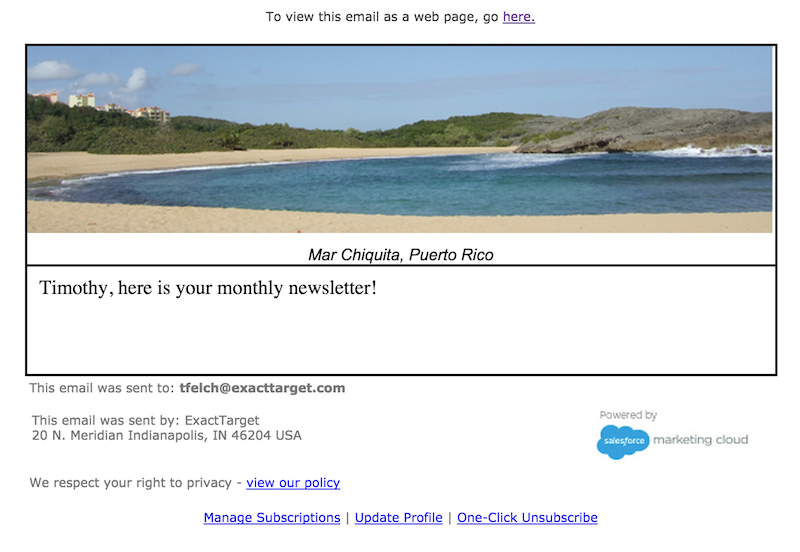 To view this email as a web page, go here.
Mar Chiquita, Puerto Rico
Timothy, here is your monthly newsletter!
This email was sent to: tfelch@exacttarget.com
This email was sent by: ExactTarget
20 N. Meridian Indianapolis, IN 46204 USA
Powered by
salesforce marketing cloud
We respect your right to privacy - view our policy
Manage Subscriptions | Update Profile | One-Click Unsubscribe